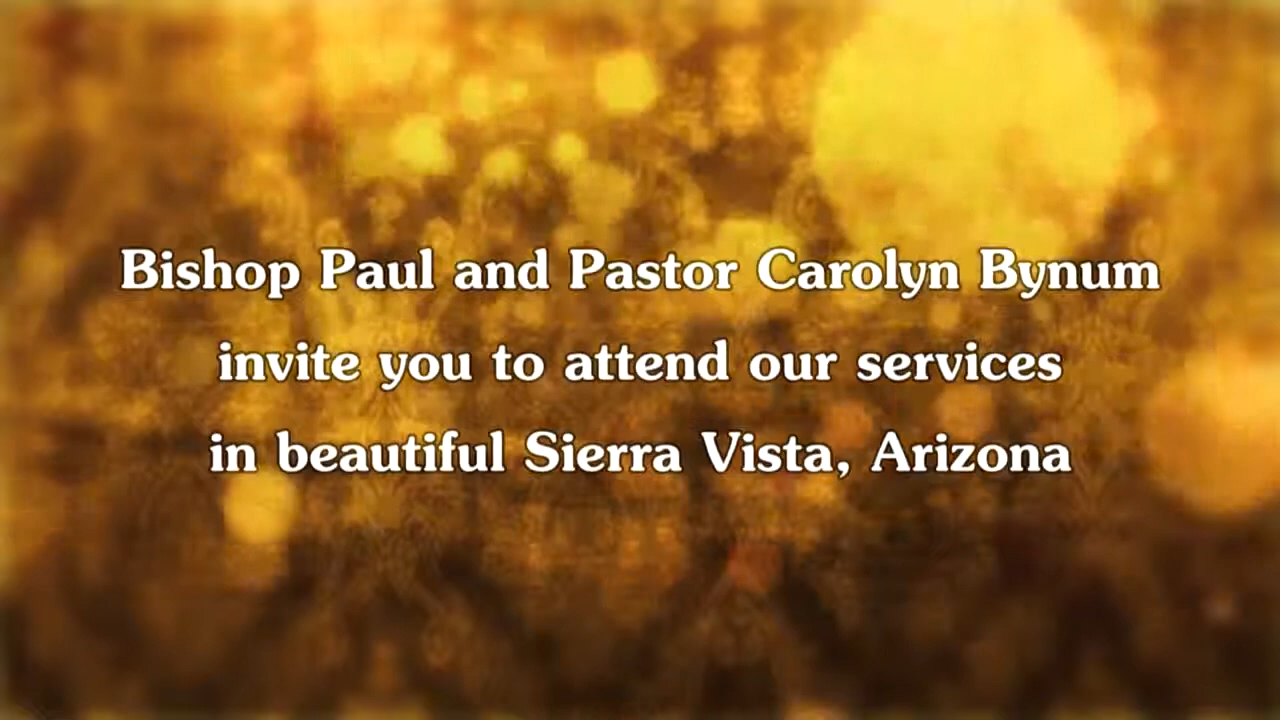 Bishop Paul and Pastor Carolyn Bynum
invite you to attend our services
in beautiful Sierra Vista, Arizona